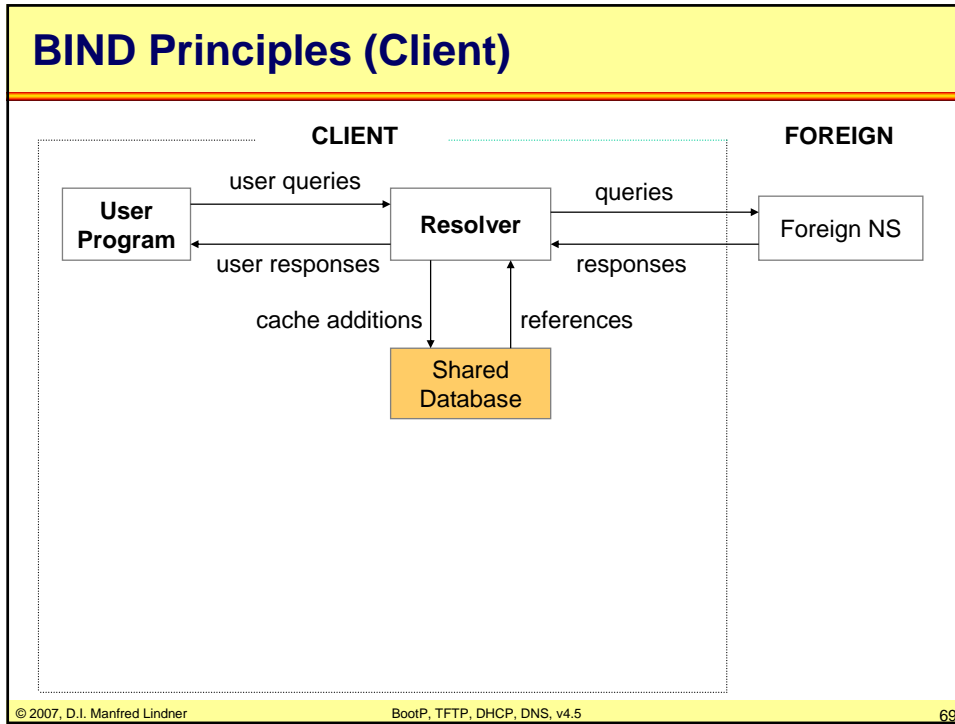 BIND Principles (Client)
CLIENT
FOREIGN
user queries
queries
User
Program
Resolver
Foreign NS
user responses
responses
cache additions
references
Shared
Database
© 2007, D.I. Manfred Lindner
BootP, TFTP, DHCP, DNS, v4.5
69